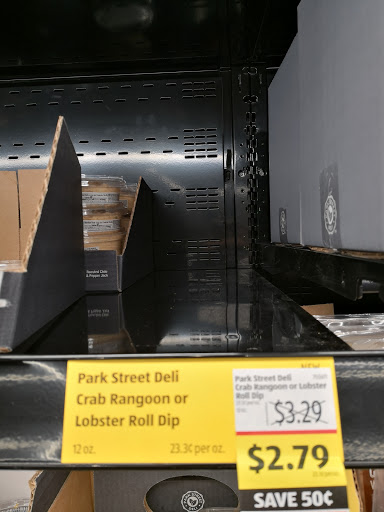 Park Street Deli
Crab Rangoon or
Lobster Roll Dip
12 oz.
23.3¢ per oz.
Park Street Deli
Crab Rangoon or Lobster
Roll Dip
$3.29
$2.79
SAVE 50¢